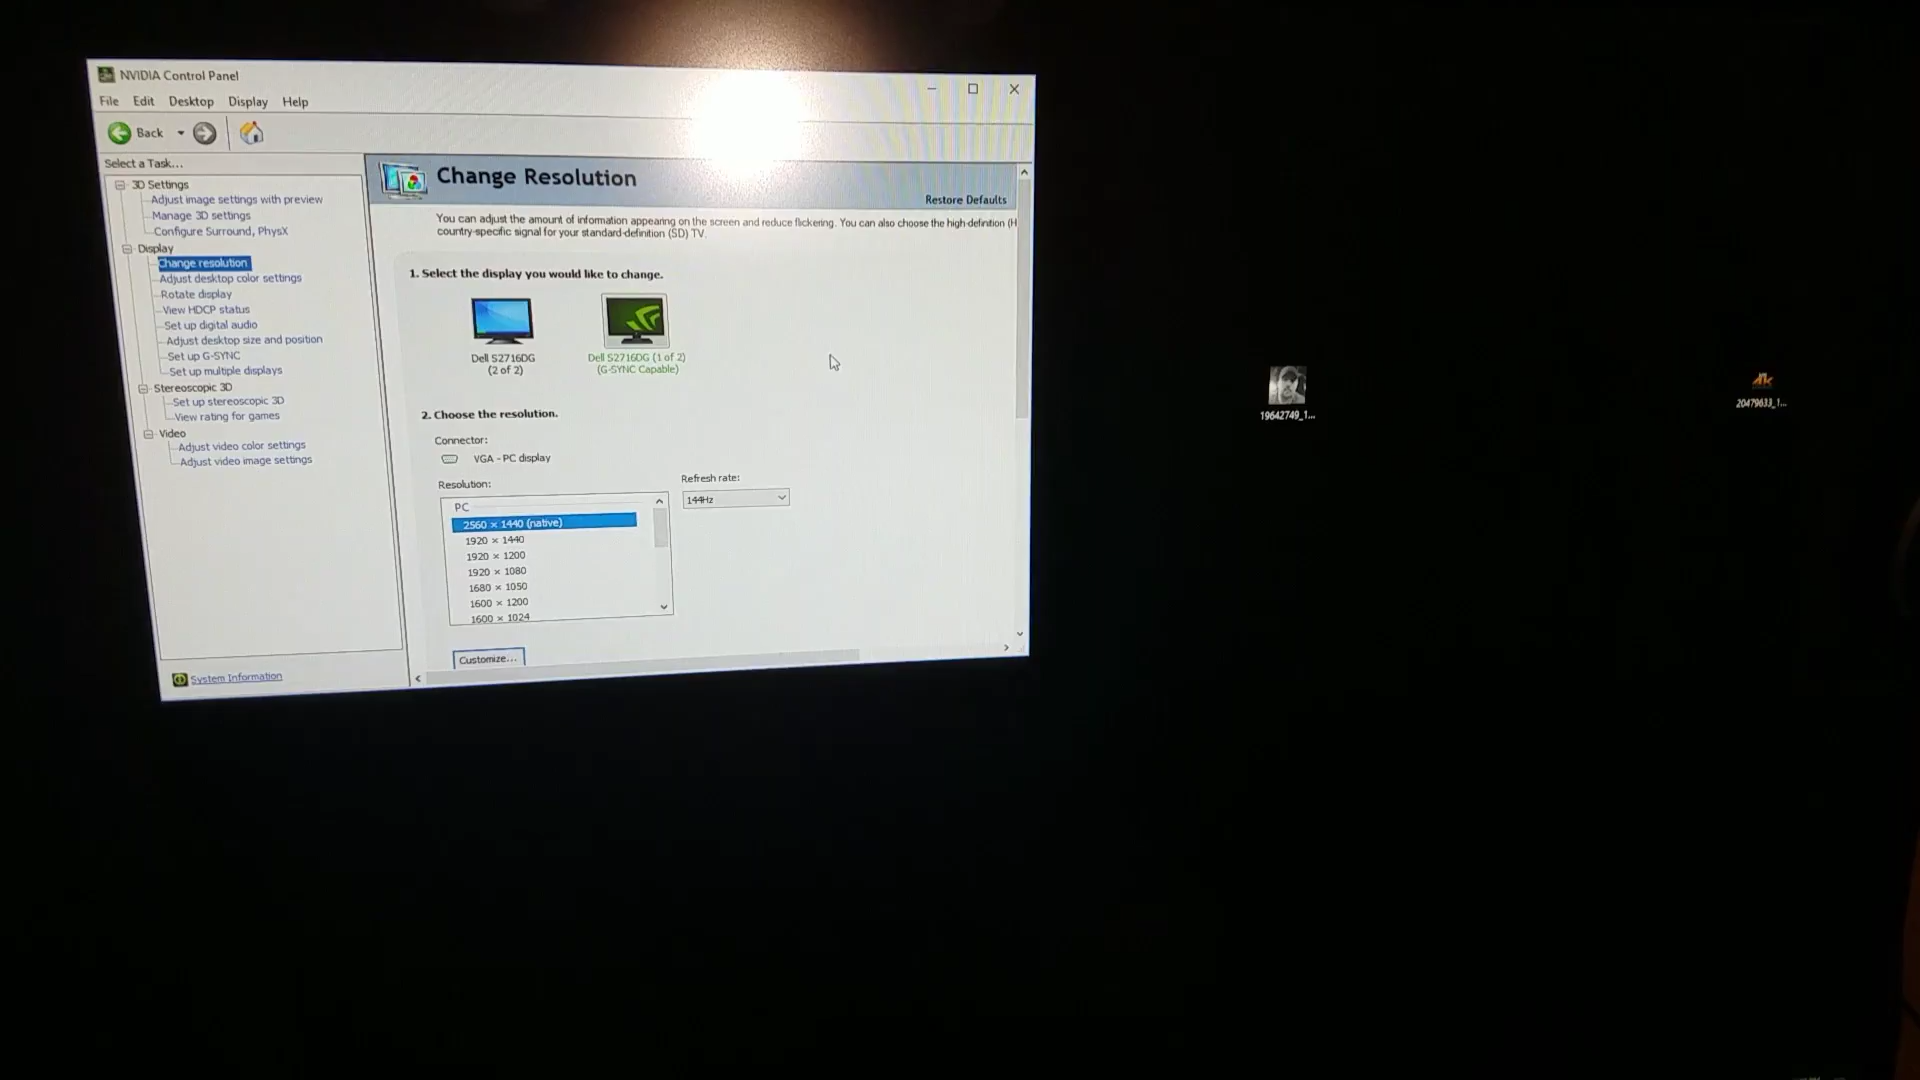 NVIDIA Control Panel
File Edit Desktop Display Help
Back
Select a Task...
3D Settings
Adjust image settings with preview
Manage 3D settings
Configure Surround, PhysX
Display
Change resolution
Adjust desktop color settings
Rotate display
View HDCP status
Set up digital audio
Adjust desktop size and position
Set up G-SYNC
Set up multiple displays
Stereoscopic 3D
Set up stereoscopic 3D
View rating for games
Video
Adjust video color settings
Adjust video image settings
System Information
Change Resolution
Restore Defaults
You can adjust the amount of information appearing on the screen and reduce flickering. You can also choose the high-definition (H
country-specific signal for your standard-definition (SD) TV.
1. Select the display you would like to change.
Dell S2716DG
(2 of 2)
Dell S2716DG (1 of 2)
(G-SYNC Capable)
2. Choose the resolution.
Connector:
VGA - PC display
Resolution:
Refresh rate:
144Hz
PC
2560 × 1440 (native)
1920 × 1440
1920 × 1200
1920 × 1080
1680 × 1050
1600 × 1200
1600 × 1024
Customize...
19642749_1...
4k
20479633_1...